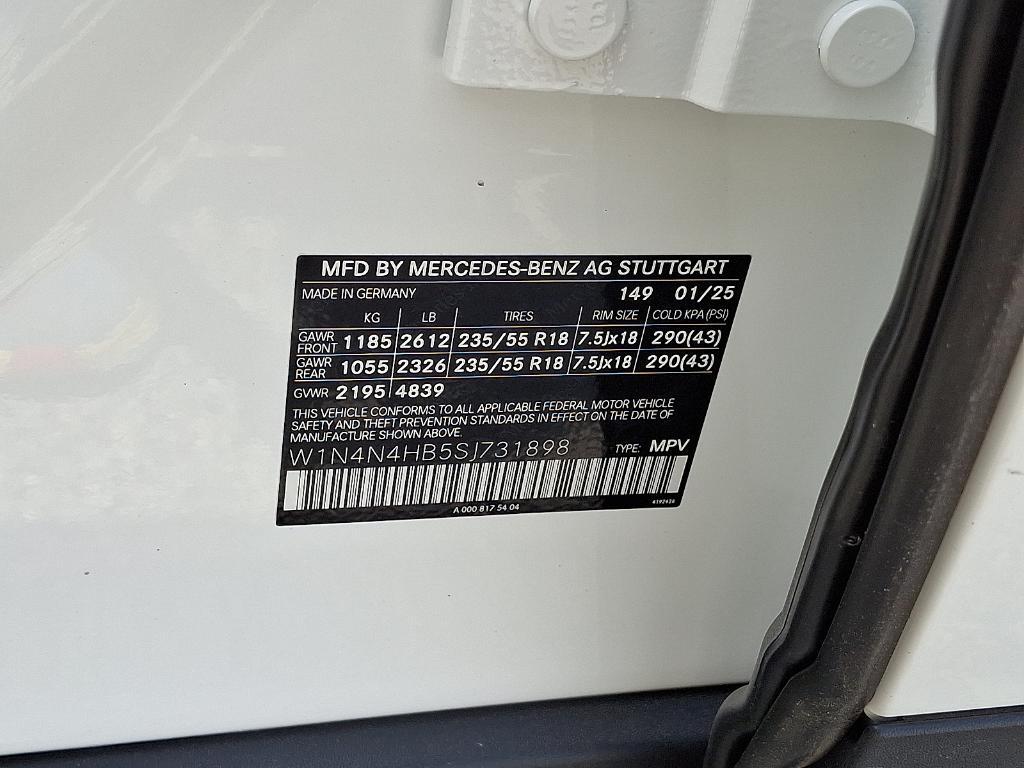 MFD BY MERCEDES-BENZ AG STUTTGART
MADE IN GERMANY 149 01/25
KG LB TIRES RIM SIZE COLD KPA (PSI)
GAWR FRONT 1185 2612 235/55 R18 7.5Jx18 290(43)
GAWR REAR 1055 2326 235/55 R18 7.5Jx18 290(43)
GVWR 2195 4839
THIS VEHICLE CONFORMS TO ALL APPLICABLE FEDERAL MOTOR VEHICLE
SAFETY AND THEFT PREVENTION STANDARDS IN EFFECT ON THE DATE OF
MANUFACTURE SHOWN ABOVE.
W1N4N4HB5SJ731898 TYPE: MPV
A 000 817 54 04 4192428